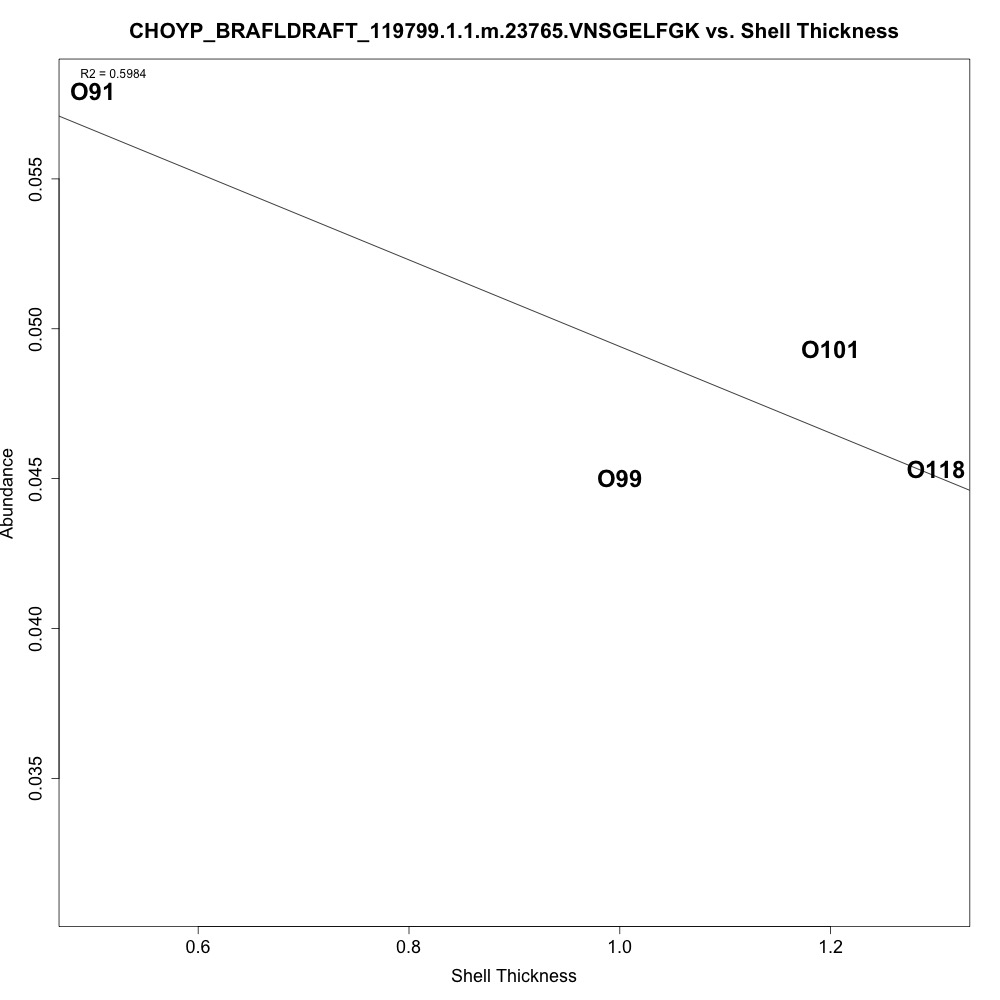 CHOYP_BRAFLDRAFT_119799.1.1.m.23765.VNSGELFGK vs. Shell Thickness
R2 = 0.5984
O91
O101
O118
O99
Abundance
0.055
0.050
0.045
0.040
0.035
0.6 0.8 1.0 1.2
Shell Thickness